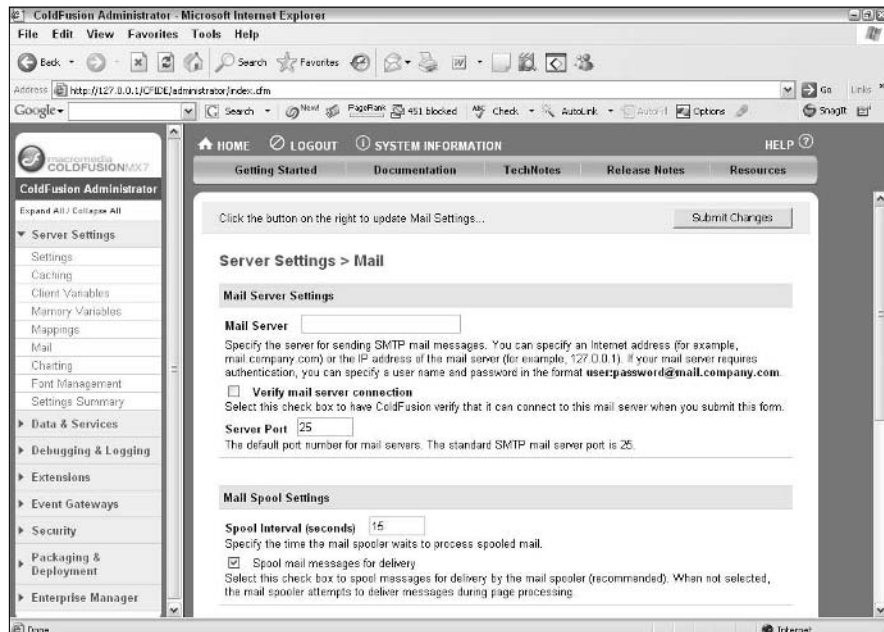 ColdFusion Administrator - Microsoft Internet Explorer
File Edit View Favorites Tools Help
Back Search Favorites
Address http://127.0.0.1/CFIDE/administrator/index.cfm Go Links
Google Search New! PageRank 451 blocked Check AutoLink AutoFill Options SnagIt
macromedia
COLDFUSION MX7
HOME LOGOUT SYSTEM INFORMATION HELP
Getting Started Documentation TechNotes Release Notes Resources
ColdFusion Administrator
Expand All / Collapse All
Server Settings
Settings
Caching
Client Variables
Memory Variables
Mappings
Mail
Charting
Font Management
Settings Summary
Data & Services
Debugging & Logging
Extensions
Event Gateways
Security
Packaging &
Deployment
Enterprise Manager
Click the button on the right to update Mail Settings... Submit Changes
Server Settings > Mail
Mail Server Settings
Mail Server
Specify the server for sending SMTP mail messages. You can specify an Internet address (for example,
mail.company.com) or the IP address of the mail server (for example, 127.0.0.1). If your mail server requires
authentication, you can specify a user name and password in the format user:password@mail.company.com.
Verify mail server connection
Select this check box to have ColdFusion verify that it can connect to this mail server when you submit this form.
Server Port 25
The default port number for mail servers. The standard SMTP mail server port is 25.
Mail Spool Settings
Spool Interval (seconds) 15
Specify the time the mail spooler waits to process spooled mail.
Spool mail messages for delivery
Select this check box to spool messages for delivery by the mail spooler (recommended). When not selected,
the mail spooler attempts to deliver messages during page processing.
Done Internet